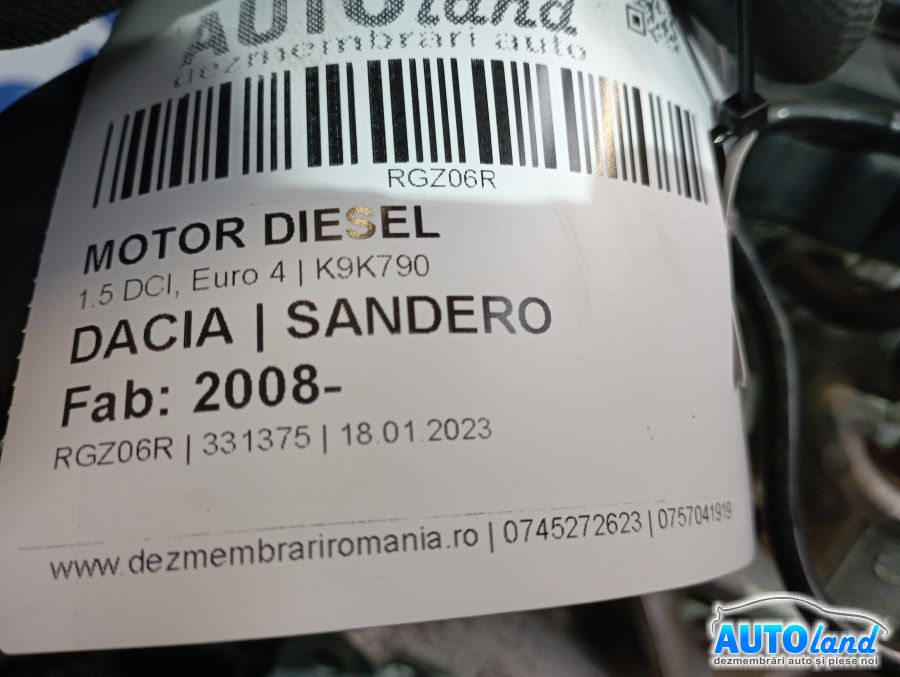 AUTOland
dezmembrari auto
RGZ06R
MOTOR DIESEL
1.5 DCI, Euro 4 | K9K790
DACIA | SANDERO
Fab: 2008-
RGZ06R | 331375 | 18.01.2023
www.dezmembrariromania.ro | 0745272623 | 0757041919
AUTOland
dezmembrări auto și piese noi